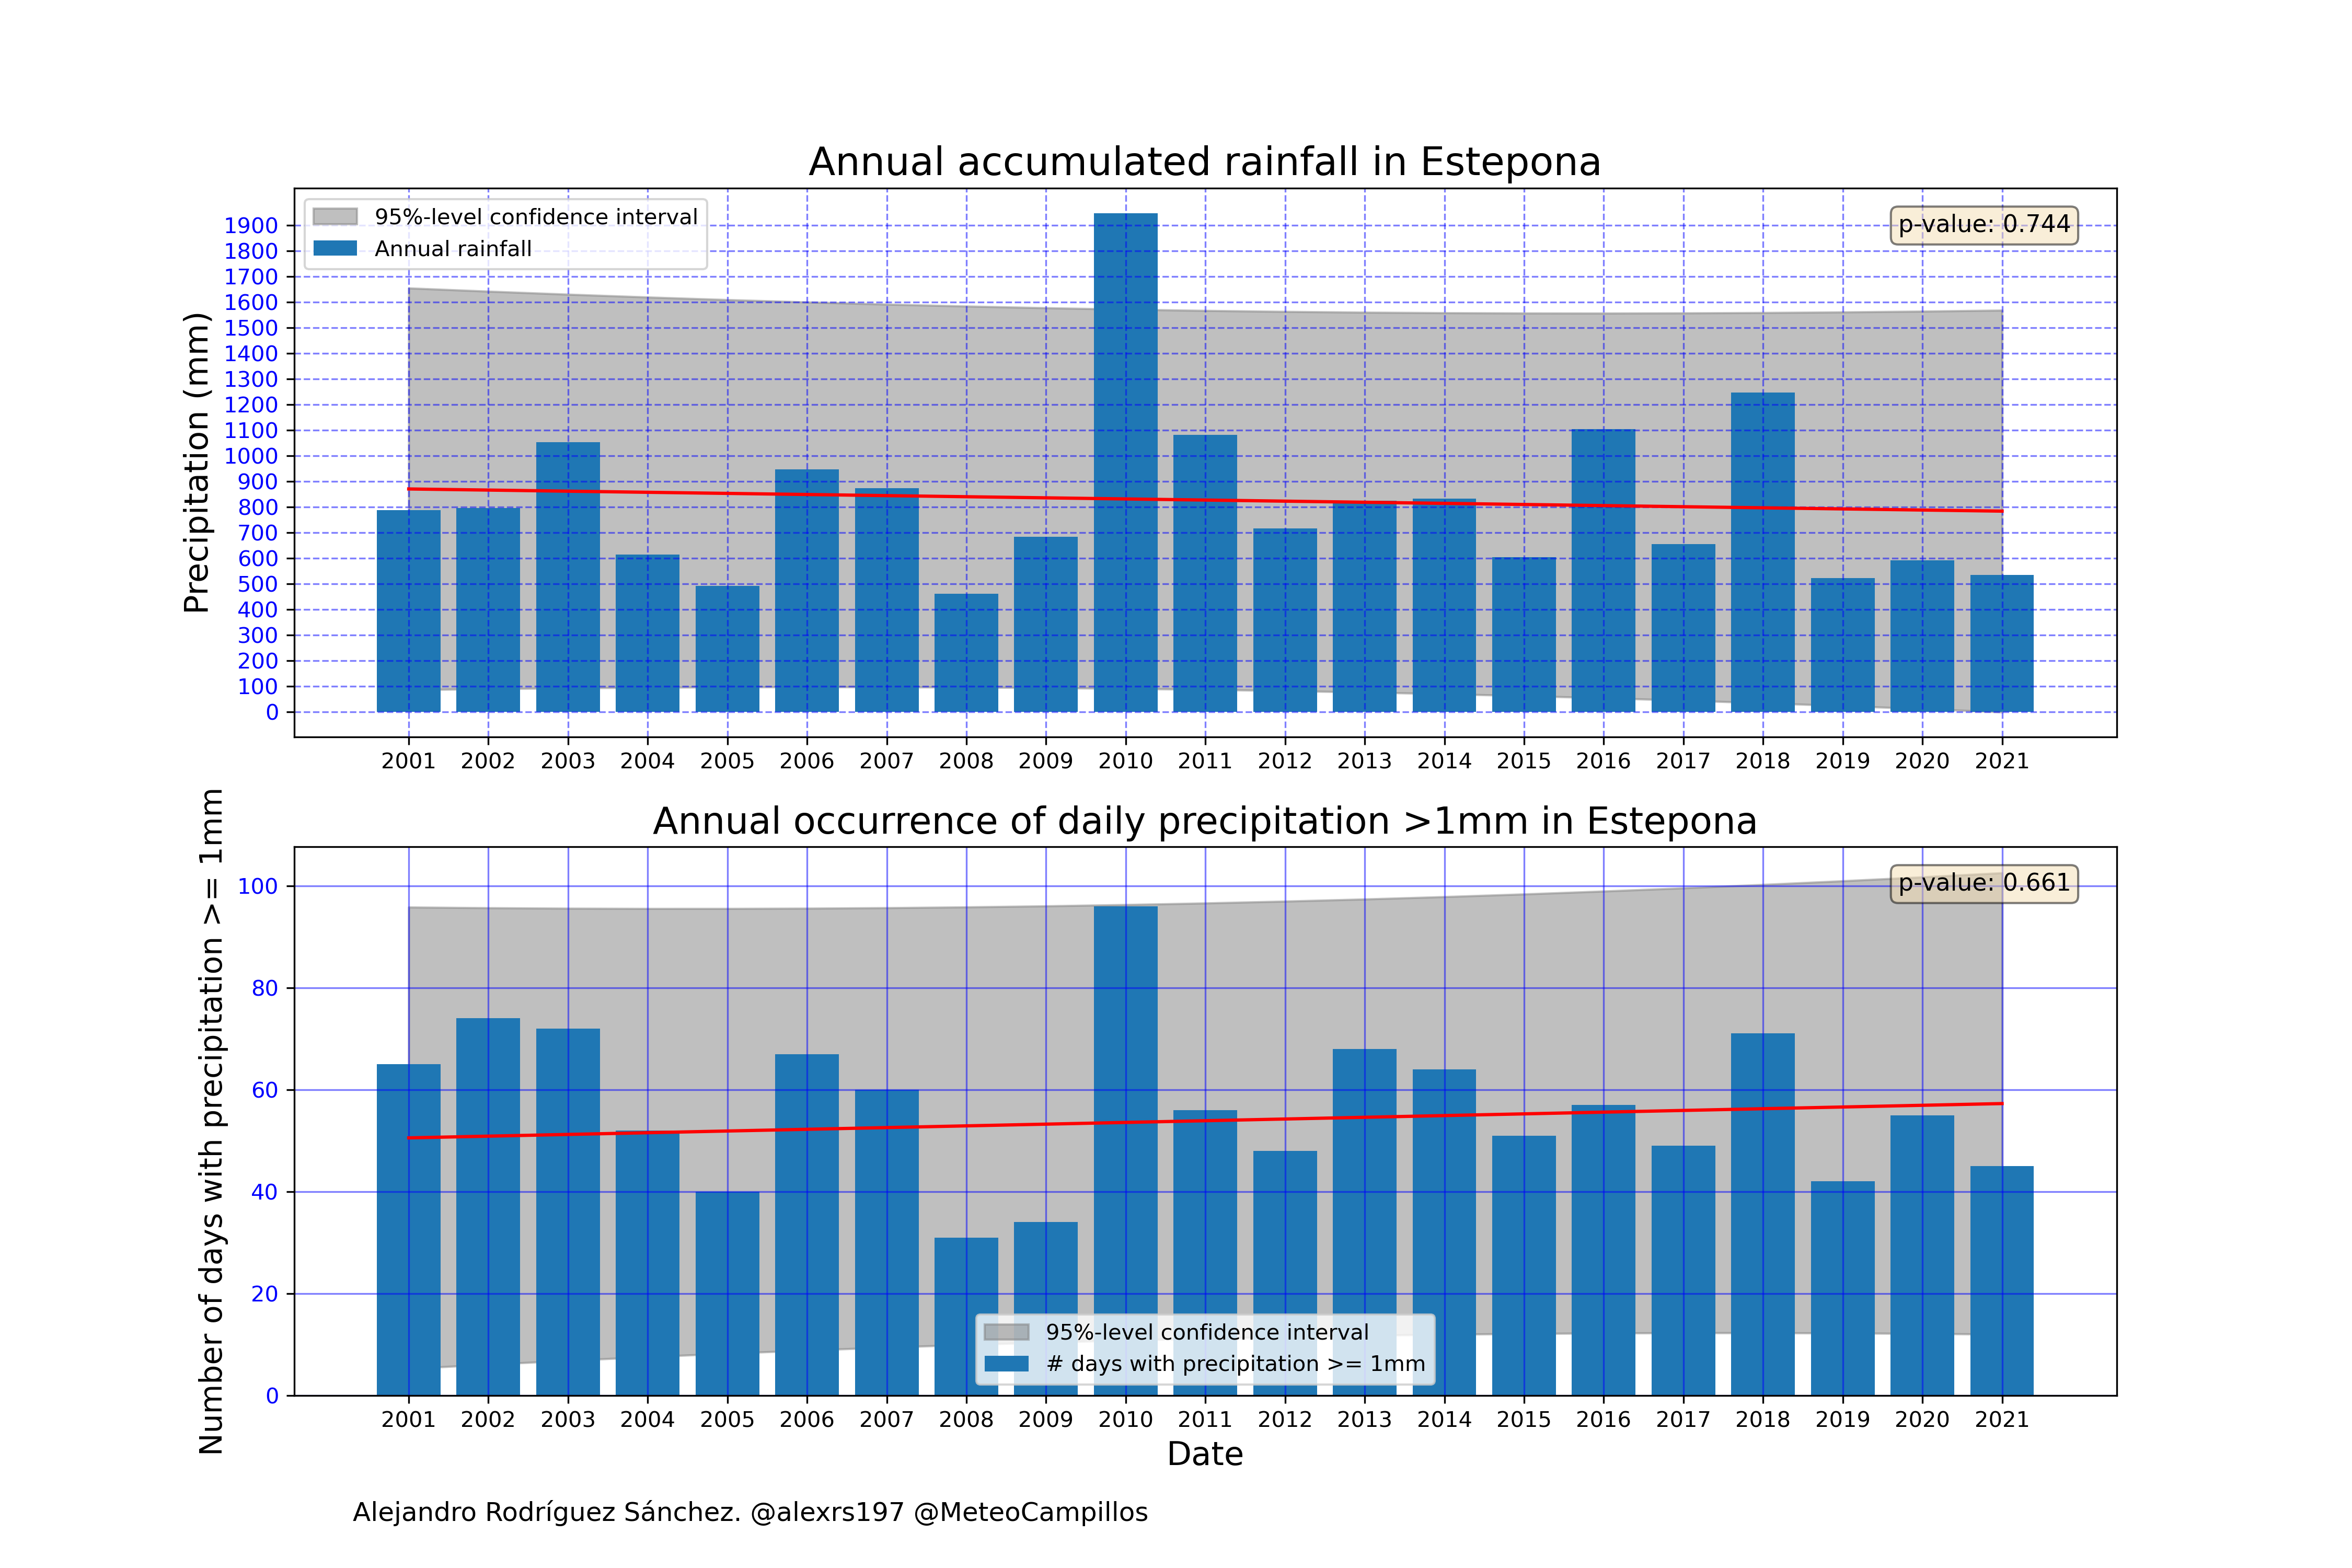 Annual accumulated rainfall in Estepona
95%-level confidence interval
Annual rainfall
p-value: 0.744
Precipitation (mm)
1900
1800
1700
1600
1500
1400
1300
1200
1100
1000
900
800
700
600
500
400
300
200
100
0
2001 2002 2003 2004 2005 2006 2007 2008 2009 2010 2011 2012 2013 2014 2015 2016 2017 2018 2019 2020 2021
Annual occurrence of daily precipitation >1mm in Estepona
p-value: 0.661
Number of days with precipitation >= 1mm
100
80
60
40
20
0
95%-level confidence interval
# days with precipitation >= 1mm
2001 2002 2003 2004 2005 2006 2007 2008 2009 2010 2011 2012 2013 2014 2015 2016 2017 2018 2019 2020 2021
Date
Alejandro Rodríguez Sánchez. @alexrs197 @MeteoCampillos